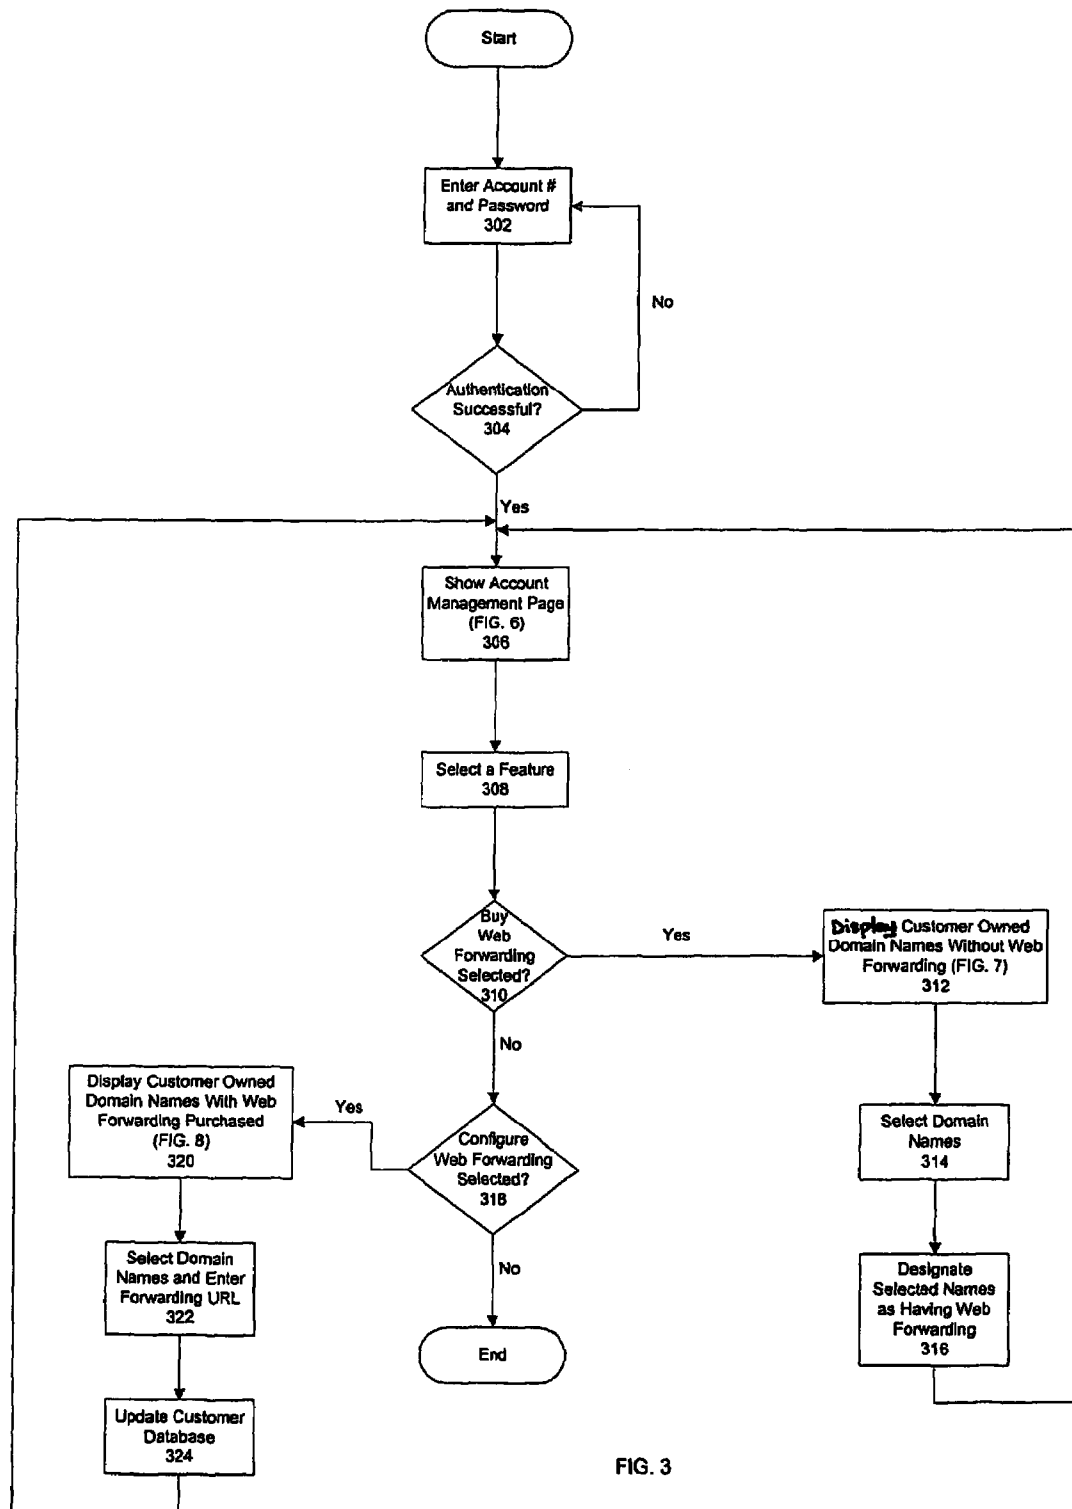 Start
Enter Account #
and Password
302
No
Authentication
Successful?
304
Yes
Show Account
Management Page
(FIG. 6)
306
Select a Feature
308
Buy
Web
Forwarding
Selected?
310
Yes
Display Customer Owned
Domain Names Without Web
Forwarding (FIG. 7)
312
No
Display Customer Owned
Domain Names With Web
Forwarding Purchased
(FIG. 8)
320
Yes
Configure
Web Forwarding
Selected?
318
Select Domain
Names
314
Select Domain
Names and Enter
Forwarding URL
322
No
Designate
Selected Names
as Having Web
Forwarding
316
End
Update Customer
Database
324
FIG. 3